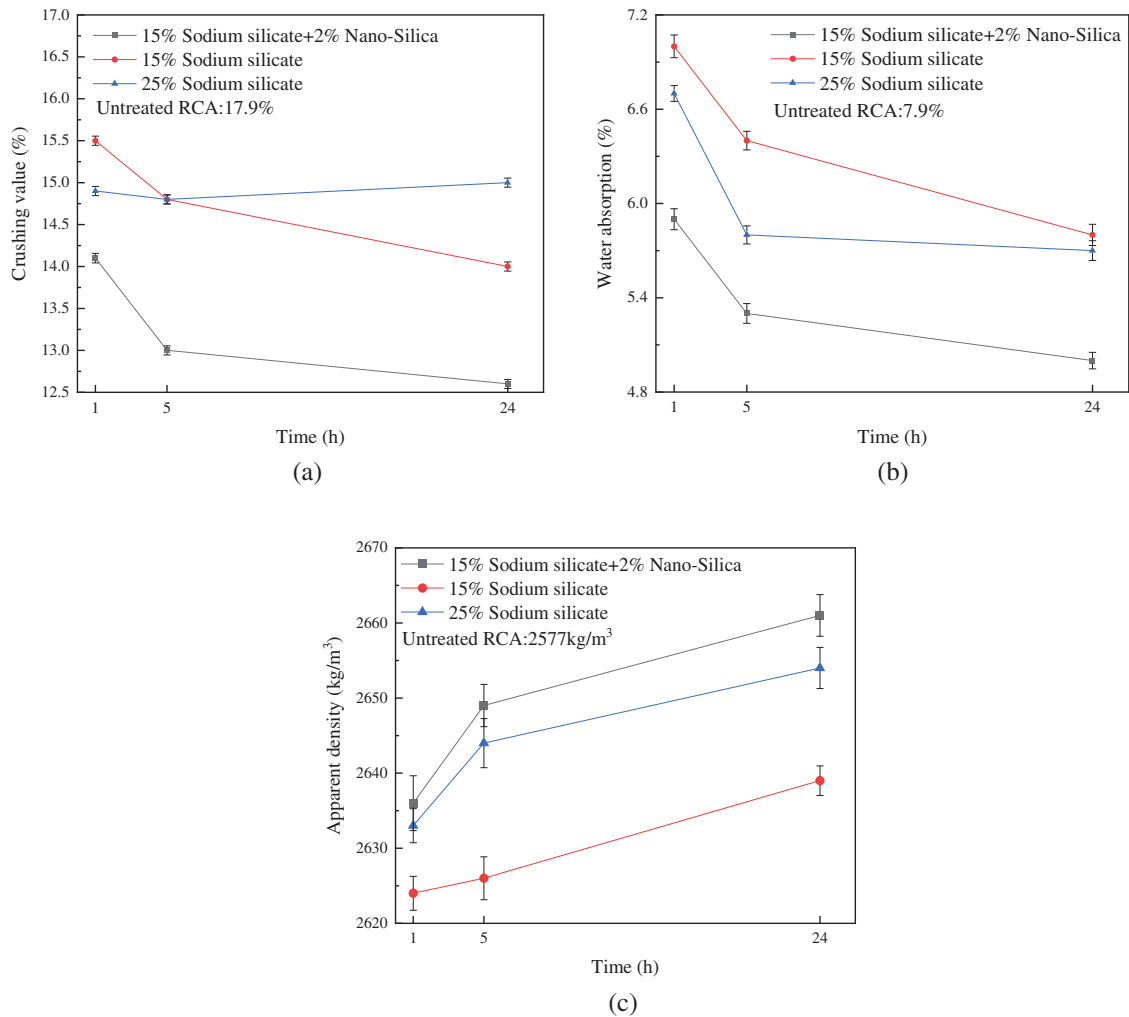 17.0
16.5
16.0
15.5
15.0
14.5
14.0
13.5
13.0
12.5
Crushing value (%)
15% Sodium silicate+2% Nano-Silica
15% Sodium silicate
25% Sodium silicate
Untreated RCA:17.9%
1
5
24
Time (h)
(a)
7.2
6.6
6.0
5.4
4.8
Water absorption (%)
15% Sodium silicate+2% Nano-Silica
15% Sodium silicate
25% Sodium silicate
Untreated RCA:7.9%
1
5
24
Time (h)
(b)
2670
2660
2650
2640
2630
2620
Apparent density (kg/m³)
15% Sodium silicate+2% Nano-Silica
15% Sodium silicate
25% Sodium silicate
Untreated RCA:2577kg/m³
1
5
24
Time (h)
(c)